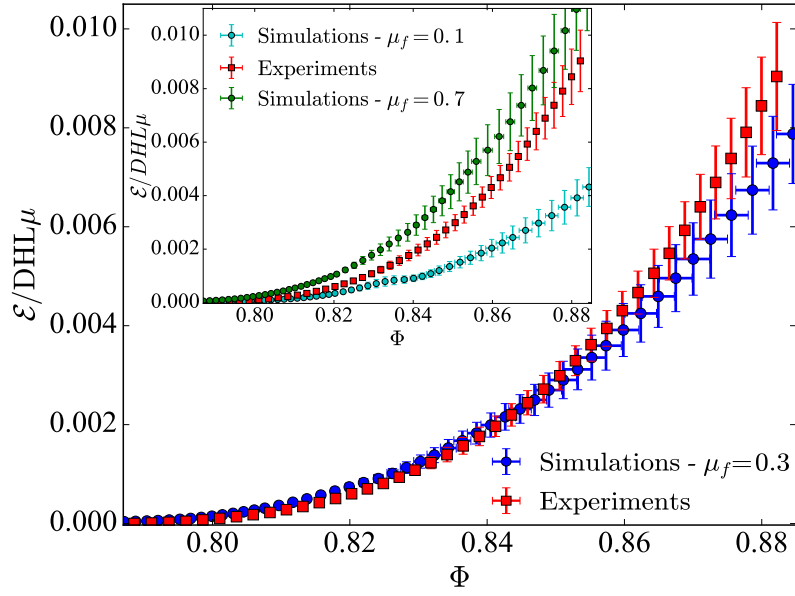 0.010
0.008
0.006
0.004
0.002
0.000
ℰ/DHLμ
0.80
0.82
0.84
0.86
0.88
Φ
Simulations - μ_f=0.3
Experiments
0.010
0.008
0.006
0.004
0.002
0.000
ℰ/DHLμ
0.80
0.82
0.84
0.86
0.88
Φ
Simulations - μ_f=0.1
Experiments
Simulations - μ_f=0.7